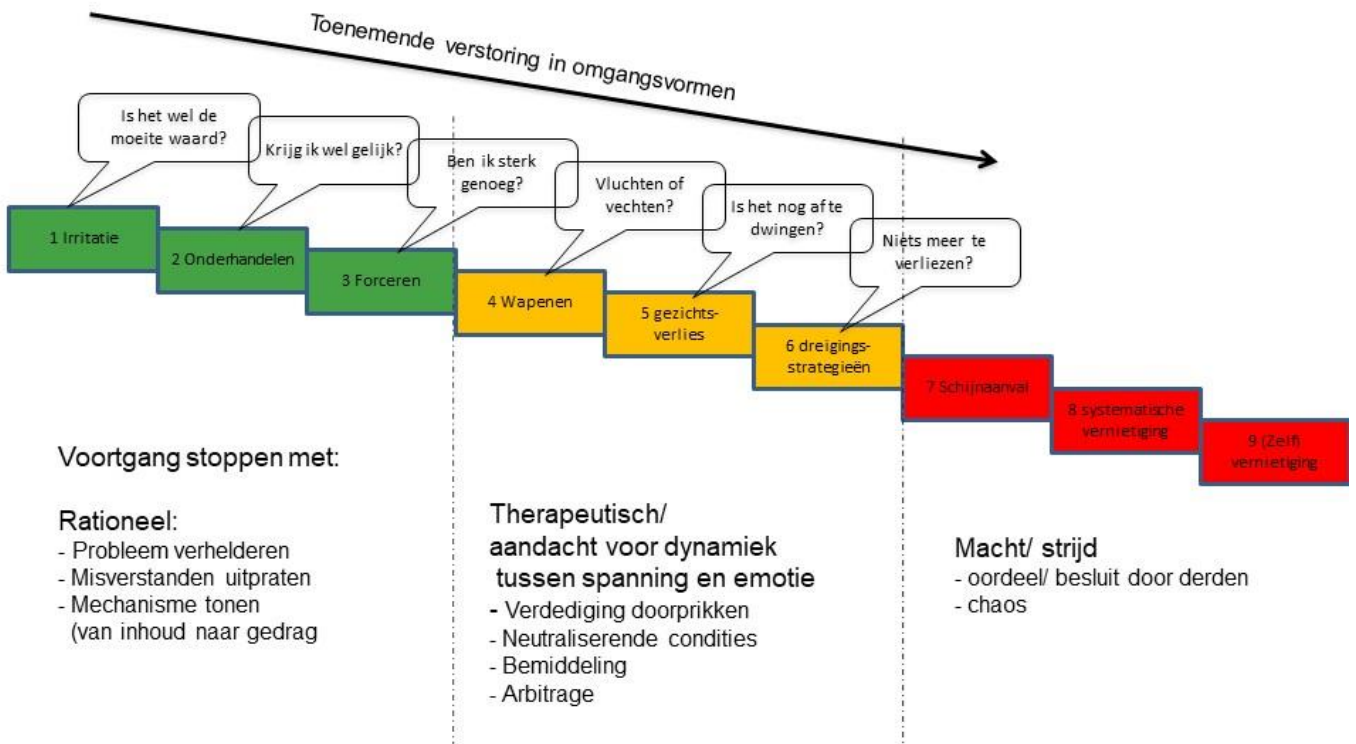 Toenemende verstoring in omgangsvormen
Is het wel de
moeite waard?
Krijg ik wel gelijk?
Ben ik sterk
genoeg?
Vluchten of
vechten?
Is het nog af te
dwingen?
Niets meer te
verliezen?
1 Irritatie
2 Onderhandelen
3 Forceren
4 Wapenen
5 gezichts-
verlies
6 dreigings-
strategieën
7 Schijnaanval
8 systematische
vernietiging
9 (Zelf)
vernietiging
Voortgang stoppen met:
Rationeel:
- Probleem verhelderen
- Misverstanden uitpraten
- Mechanisme tonen
(van inhoud naar gedrag
Therapeutisch/
aandacht voor dynamiek
tussen spanning en emotie
- Verdediging doorprikken
- Neutraliserende condities
- Bemiddeling
- Arbitrage
Macht/ strijd
- oordeel/ besluit door derden
- chaos